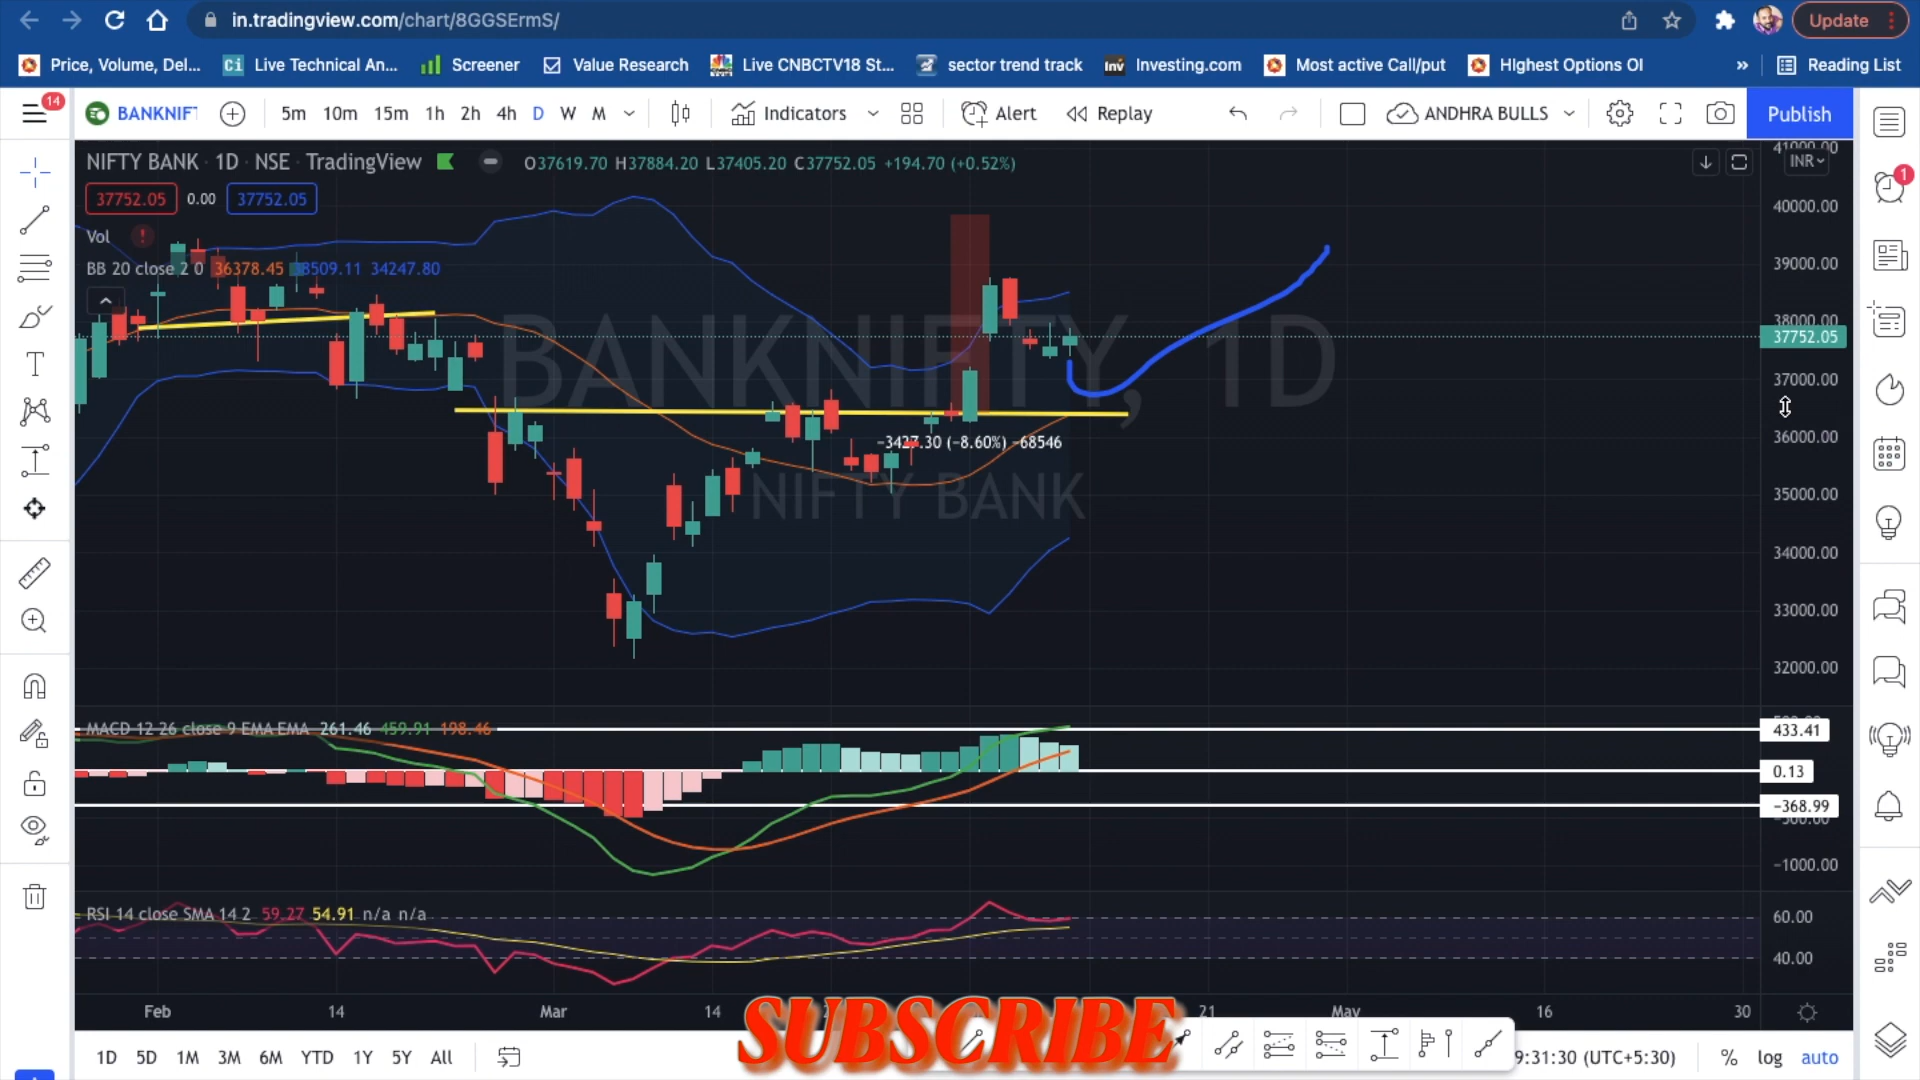 in.tradingview.com/chart/8GGSErmS/
Update
Price, Volume, Del...
Live Technical An...
Screener
Value Research
Live CNBCTV18 St...
sector trend track
Investing.com
Most active Call/put
HIghest Options OI
»
Reading List
14
BANKNIFT
5m 10m 15m 1h 2h 4h D W M
Indicators
Alert
Replay
ANDHRA BULLS
Publish
NIFTY BANK · 1D · NSE · TradingView
O37619.70 H37884.20 L37405.20 C37752.05 +194.70 (+0.52%)
INR
1
37752.05 0.00 37752.05
Vol
BB 20 close 2 0 36378.45 38509.11 34247.80
BANKNIFTY, 1D
NIFTY BANK
−3427.30 (−8.60%) −68546
41000.00
40000.00
39000.00
38000.00
37752.05
37000.00
36000.00
35000.00
34000.00
33000.00
32000.00
MACD 12 26 close 9 EMA EMA 261.46 459.91 198.46
433.41
0.13
−368.99
−1000.00
RSI 14 close SMA 14 2 59.27 54.91 n/a n/a
60.00
40.00
Feb 14 Mar 14 21 May 16 30
SUBSCRIBE
1D 5D 1M 3M 6M YTD 1Y 5Y All
9:31:30 (UTC+5:30)
% log auto